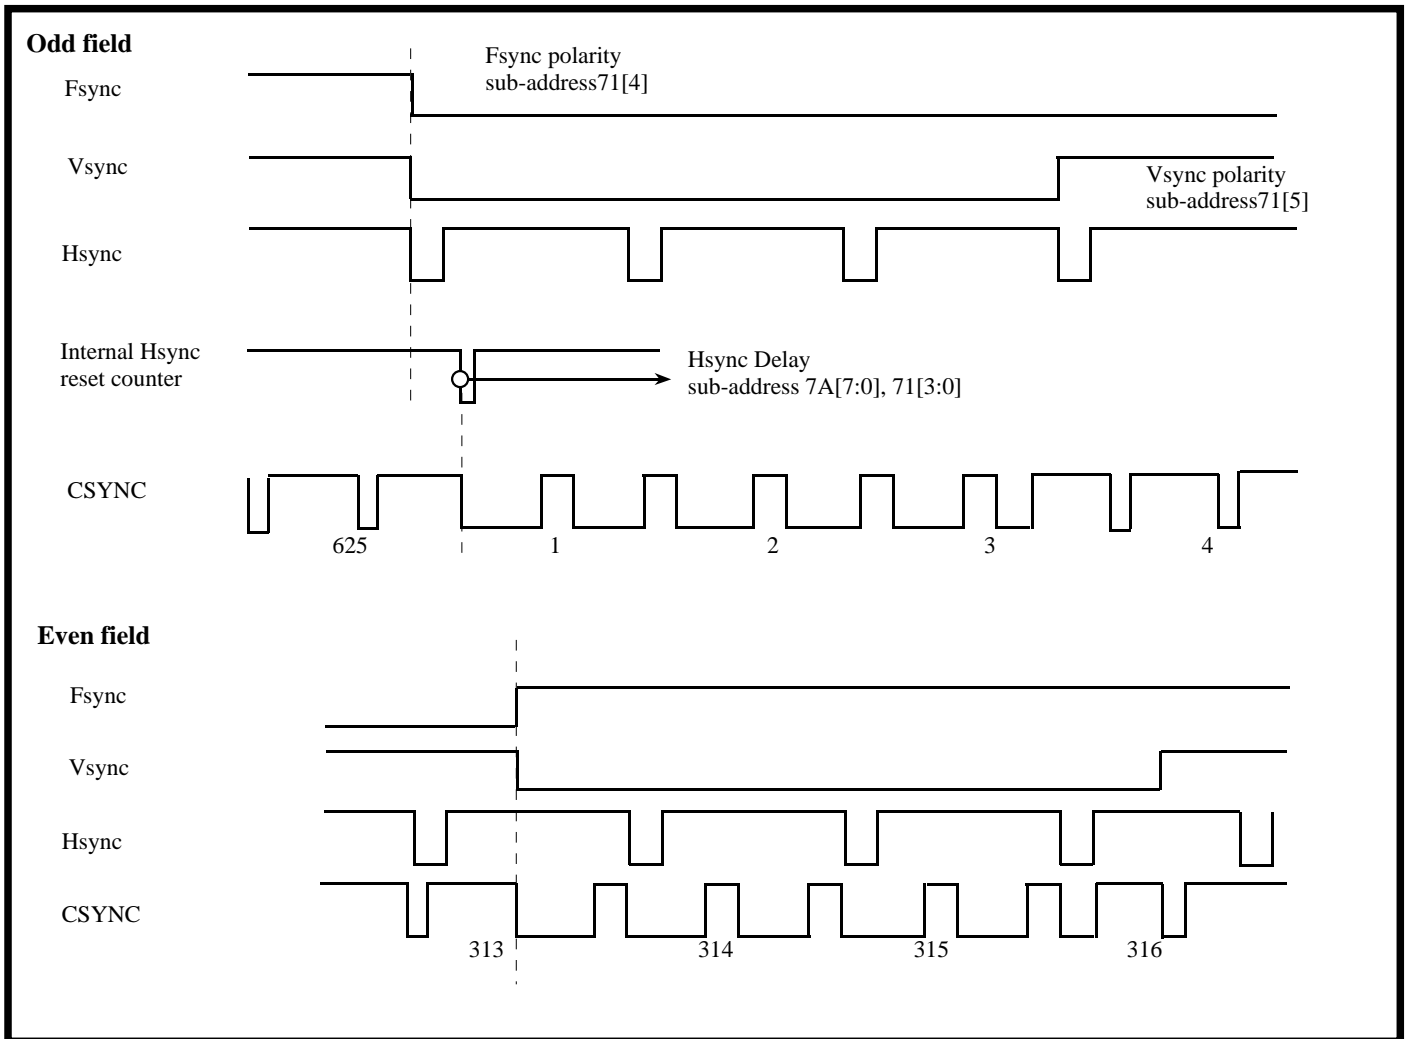 Odd field
Fsync polarity
sub-address71[4]
Fsync
Vsync
Vsync polarity
sub-address71[5]
Hsync
Internal Hsync
reset counter
Hsync Delay
sub-address 7A[7:0], 71[3:0]
CSYNC
625 1 2 3 4
Even field
Fsync
Vsync
Hsync
CSYNC
313 314 315 316